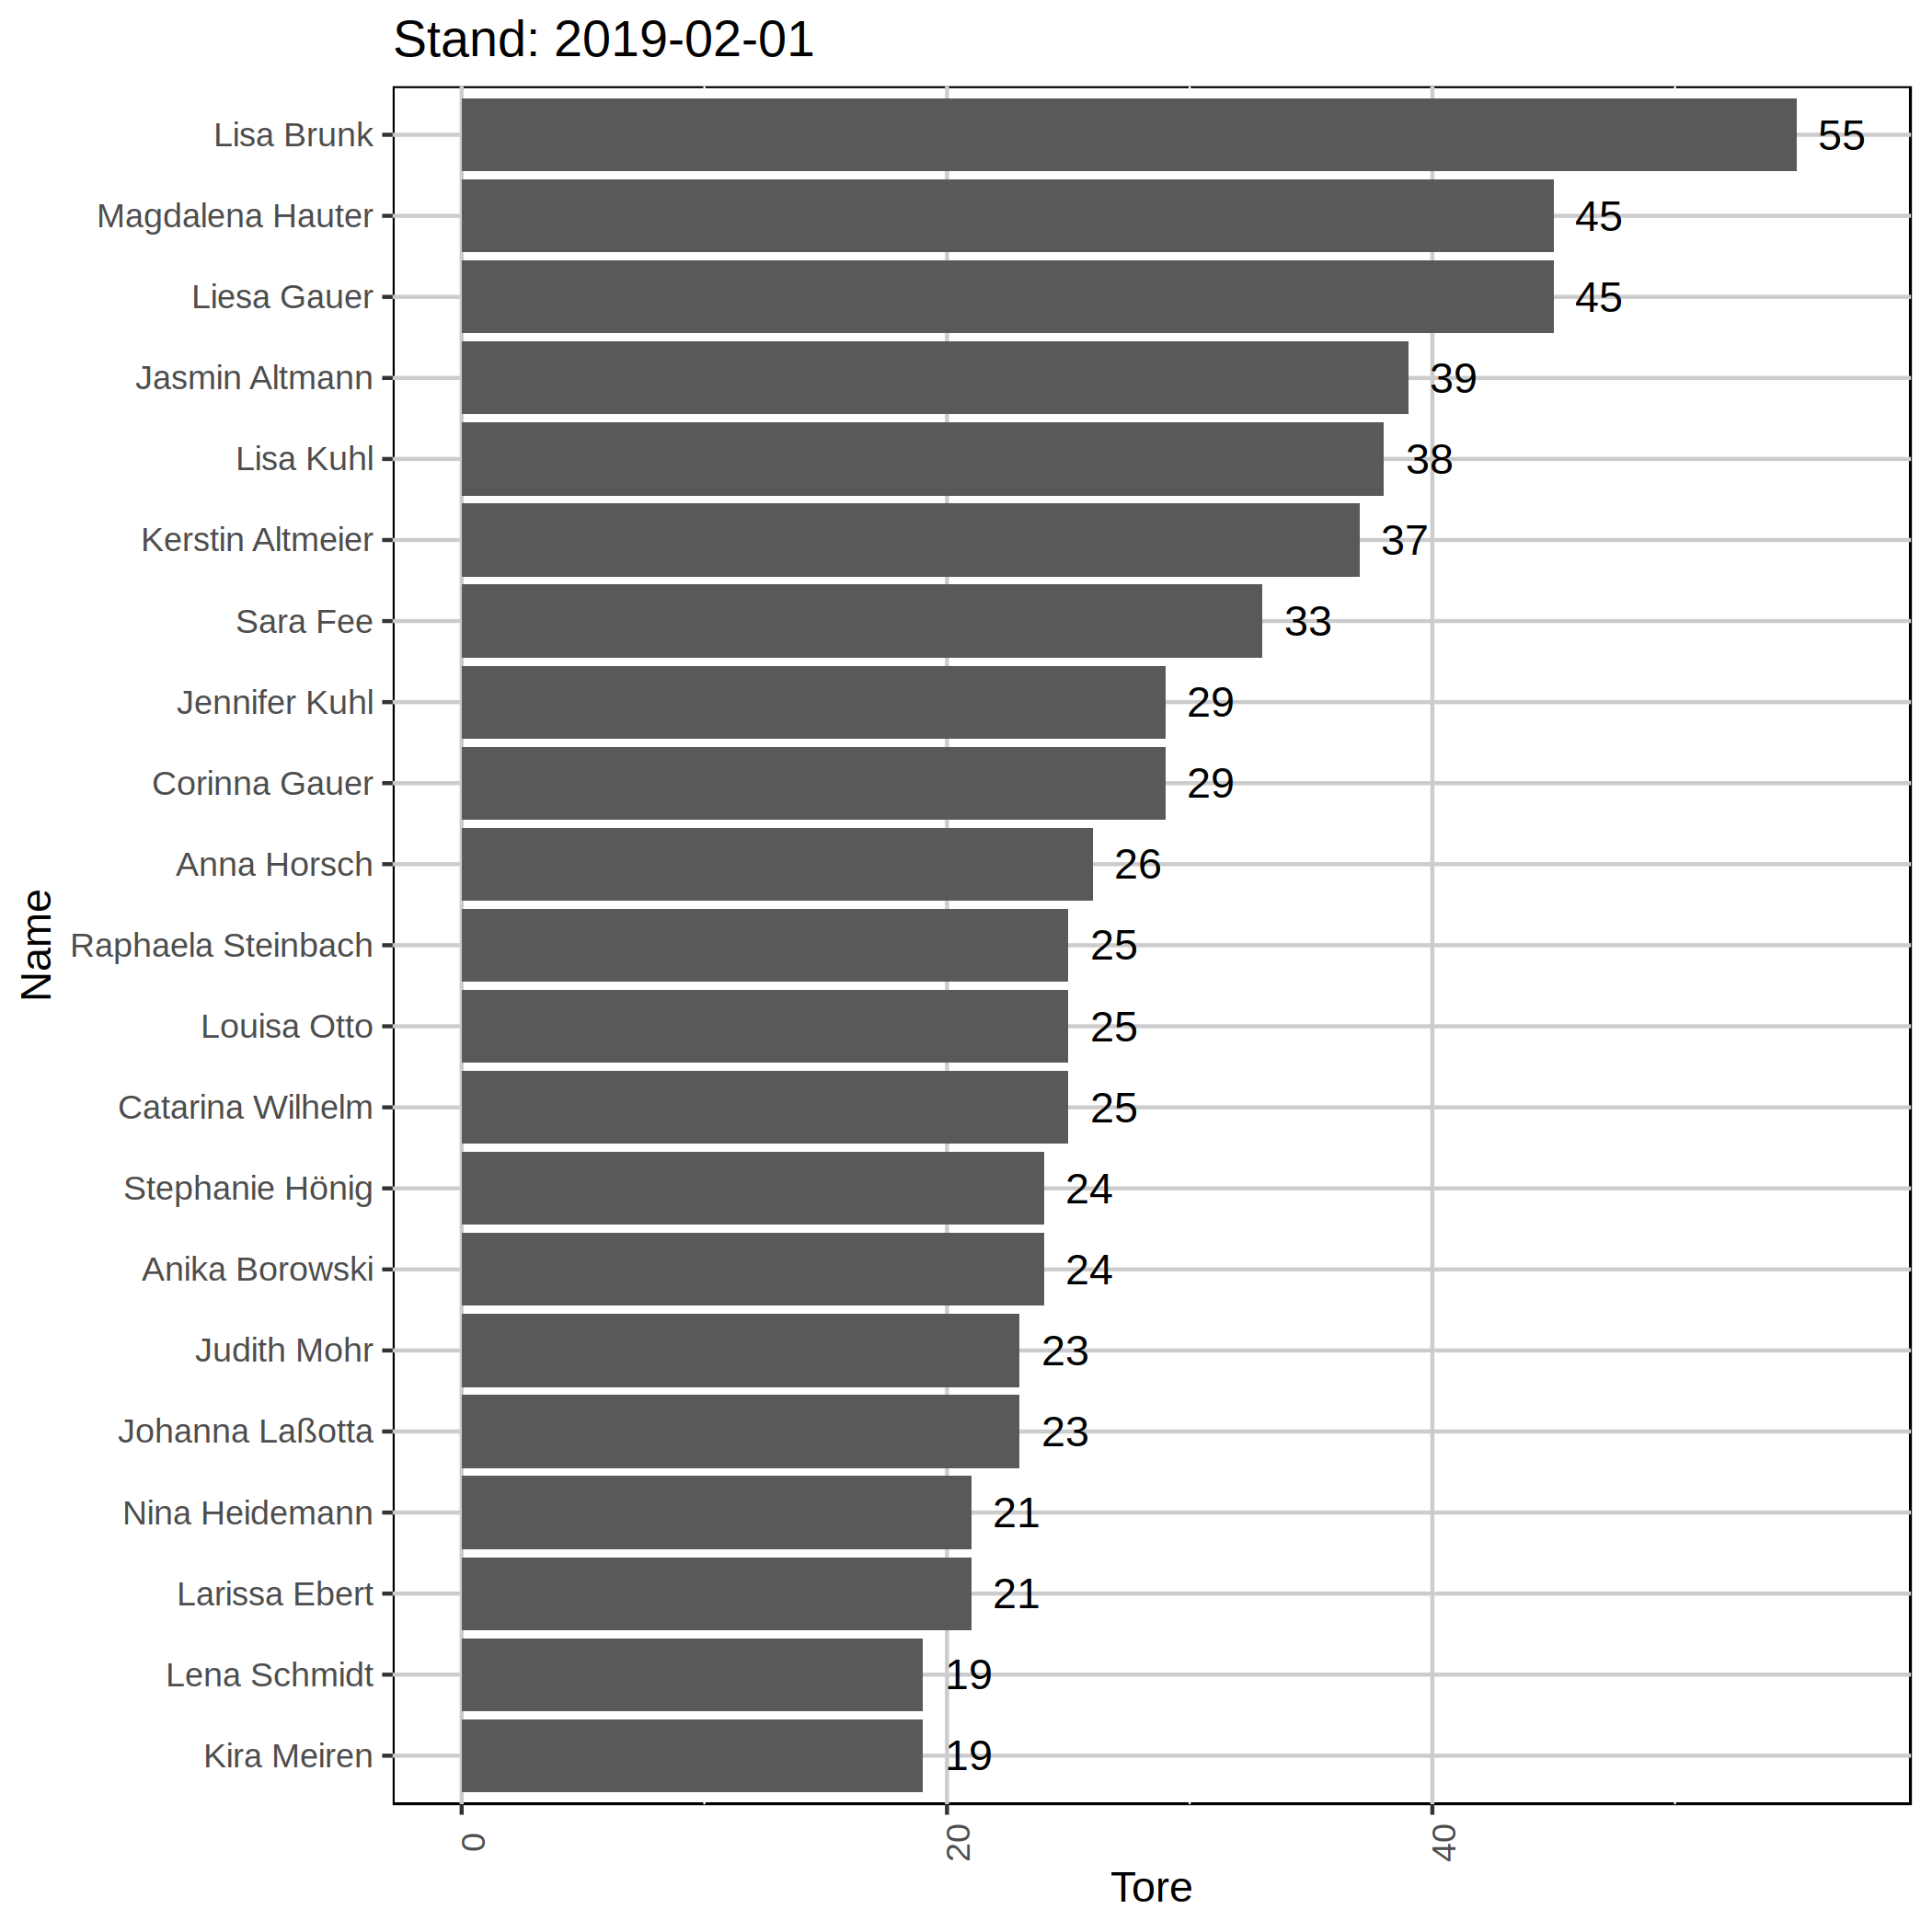 Stand: 2019-02-01
Lisa Brunk 55
Magdalena Hauter 45
Liesa Gauer 45
Jasmin Altmann 39
Lisa Kuhl 38
Kerstin Altmeier 37
Sara Fee 33
Jennifer Kuhl 29
Corinna Gauer 29
Anna Horsch 26
Raphaela Steinbach 25
Louisa Otto 25
Catarina Wilhelm 25
Stephanie Hönig 24
Anika Borowski 24
Judith Mohr 23
Johanna Laßotta 23
Nina Heidemann 21
Larissa Ebert 21
Lena Schmidt 19
Kira Meiren 19
Name
0 20 40
Tore